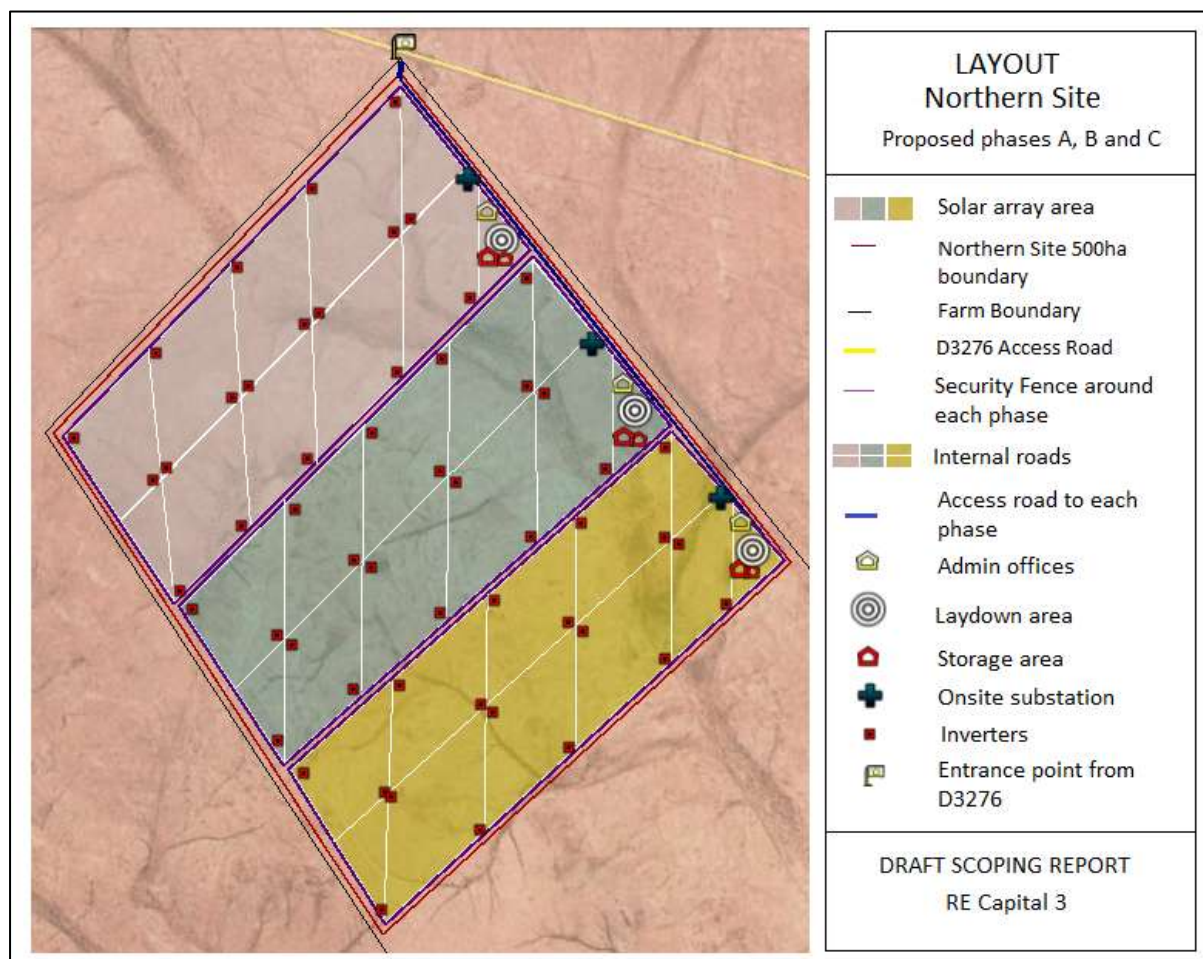 LAYOUT
Northern Site
Proposed phases A, B and C
Solar array area
Northern Site 500ha
boundary
Farm Boundary
D3276 Access Road
Security Fence around
each phase
Internal roads
Access road to each
phase
Admin offices
Laydown area
Storage area
Onsite substation
Inverters
Entrance point from
D3276
DRAFT SCOPING REPORT
RE Capital 3